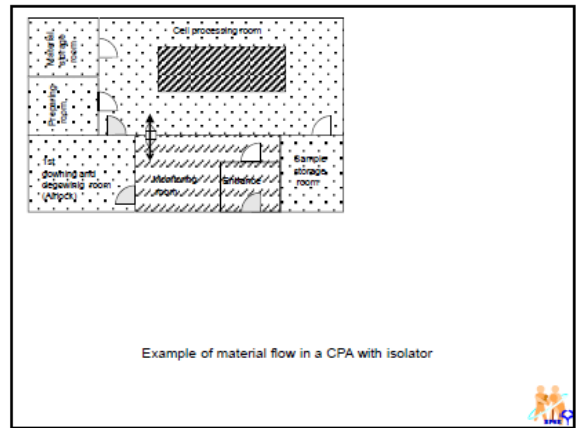 Cell processing room
Material
storage
room
Preparing
room
1st
gowning and
degowning room
(Airlock)
Monitoring
room
Entrance
Sample
storage
room
Example of material flow in a CPA with isolator